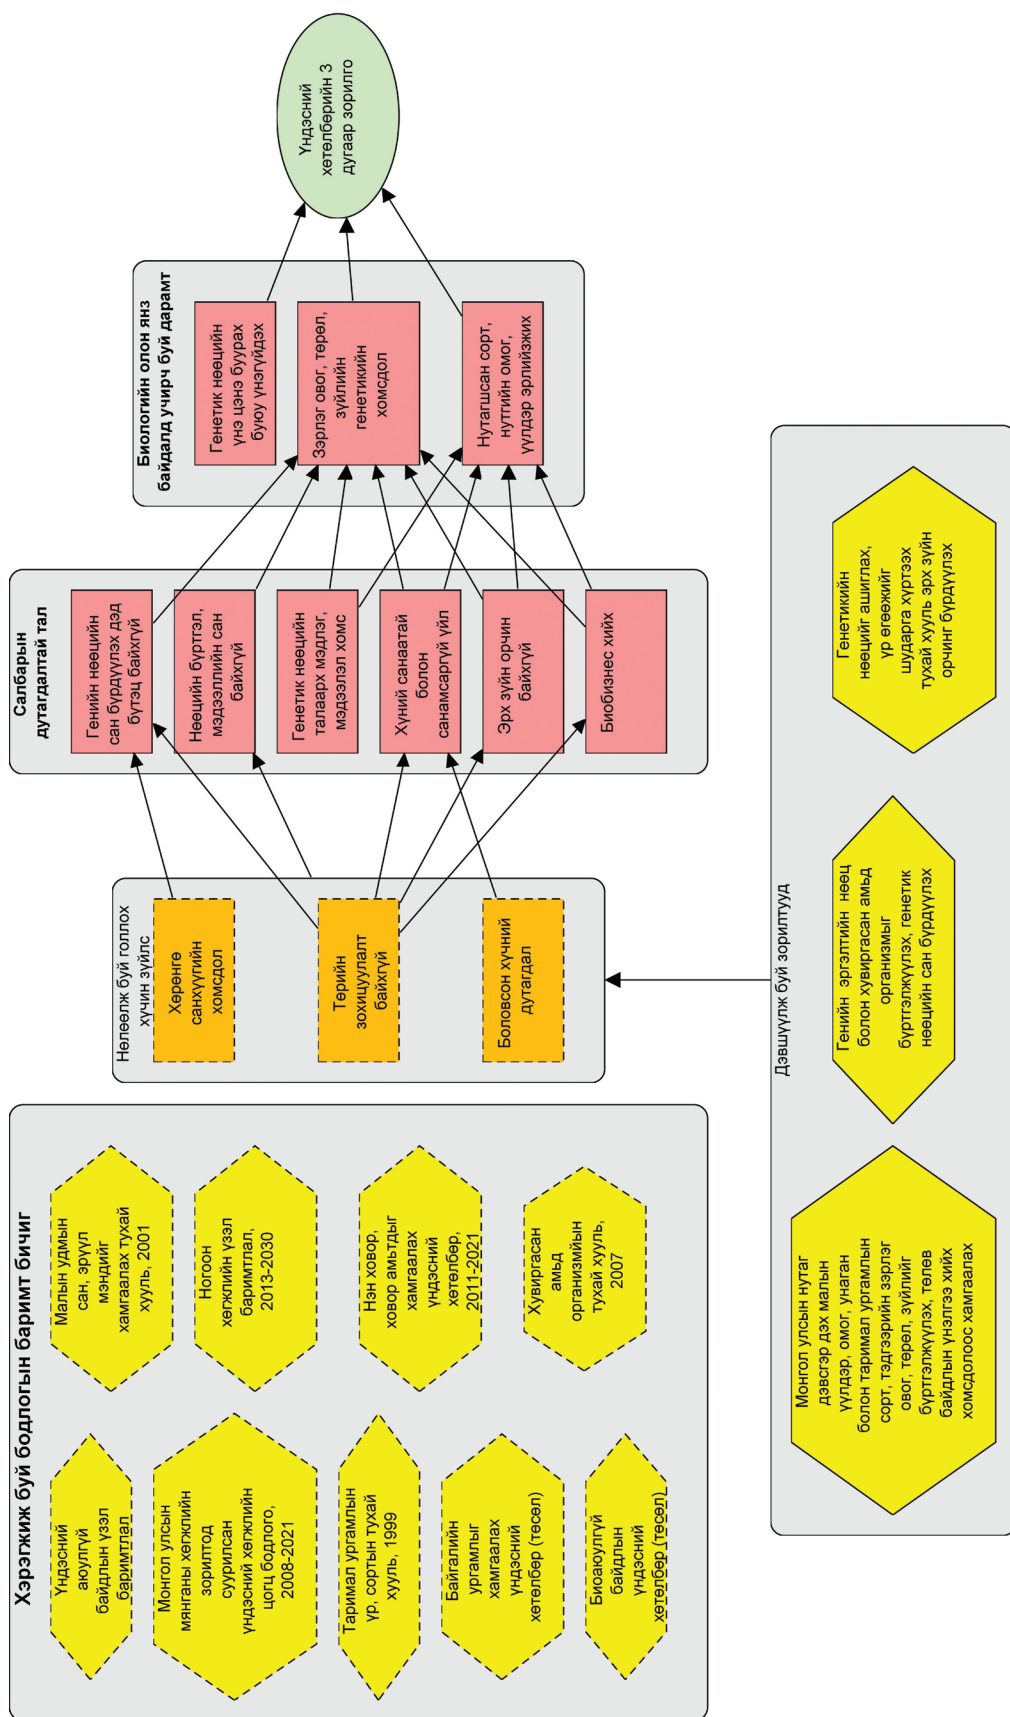 Хэрэгжиж буй бодлогын баримт бичиг
Үндэсний
аюулгүй
байдлын үзэл
баримтлал
Монгол улсын
мянганы хөгжлийн
зорилтод
суурилсан
үндэсний хөгжлийн
цогц бодлого,
2008-2021
Таримал ургамлын
үр, сортын тухай
хууль, 1999
Байгалийн
ургамлыг
хамгаалах
үндэсний
хөтөлбөр (төсөл)
Биоаюулгүй
байдлын
үндэсний
хөтөлбөр (төсөл)
Малын удмын
сан, эрүүл
мэндийг
хамгаалах тухай
хууль, 2001
Ногоон
хөгжлийн үзэл
баримтлал,
2013-2030
Нэн ховор,
ховор амьтдыг
хамгаалах
үндэсний
хөтөлбөр,
2011-2021
Хувиргасан
амьд
организмйын
тухай хууль,
2007
Нөлөөлж буй голлох
хүчин зүйлс
Хөрөнгө
санхүүгийн
хомсдол
Төрийн
зохицуулалт
байхгүй
Боловсон хүчний
дутагдал
Салбарын
дутагдалтай тал
Генийн нөөцийн
сан бүрдүүлэх дэд
бүтэц байхгүй
Нөөцийн бүртгэл,
мэдээллийн сан
байхгүй
Генетик нөөцийн
талаарх мэдлэг,
мэдээлэл хомс
Хүний санаатай
болон
санамсаргүй үйл
Эрх зүйн орчин
байхгүй
Биобизнес хийх
Биологийн олон янз
байдалд учирч буй дарамт
Генетик нөөцийн
үнэ цэнэ буурах
буюу үнэгүйдэх
Зэрлэг овог, төрөл,
зүйлийн
генетикийн
хомсдол
Нутагшсан сорт,
нутгийн омог,
үүлдэр эрлийзжих
Үндэсний
хөтөлбөрийн 3
дугаар зорилго
Дэвшүүлж буй зорилтууд
Монгол улсын нутаг
дэвсгэр дэх малын
үүлдэр, омог, унаган
болон таримал ургамлын
сорт, тэдгээрийн зэрлэг
овог, төрөл, зүйлийг
бүртгэлжүүлэх, төлөв
байдлын үнэлгээ хийх
хомсдолоос хамгаалах
Генийн эргэлтийн нөөц
болон хувиргасан амьд
организмыг
бүртгэлжүүлэх, генетик
нөөцийн сан бүрдүүлэх
Генетикийн
нөөцийг ашиглах,
үр өгөөжийг
шударга хүртээх
тухай хууль эрх зүйн
орчинг бүрдүүлэх